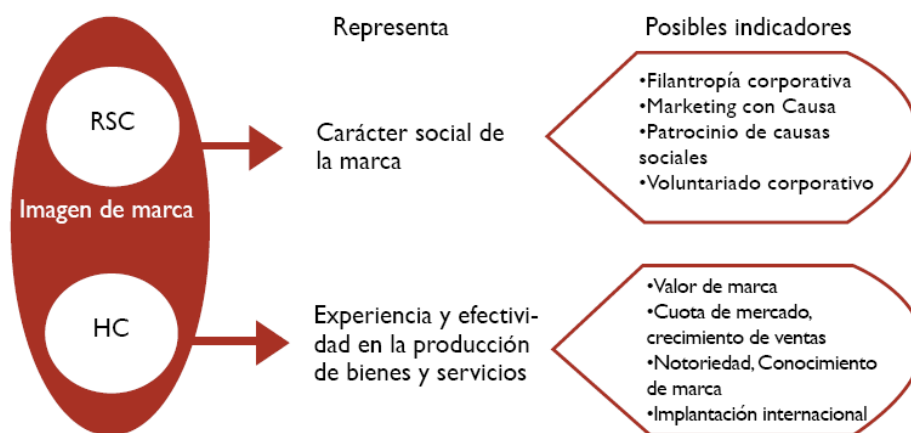 Representa
Posibles indicadores
RSC
Imagen de marca
HC
Carácter social de
la marca
•Filantropía corporativa
•Marketing con Causa
•Patrocinio de causas
sociales
•Voluntariado corporativo
Experiencia y efectivi-
dad en la producción
de bienes y servicios
•Valor de marca
•Cuota de mercado,
crecimiento de ventas
•Notoriedad, Conocimiento
de marca
•Implantación internacional